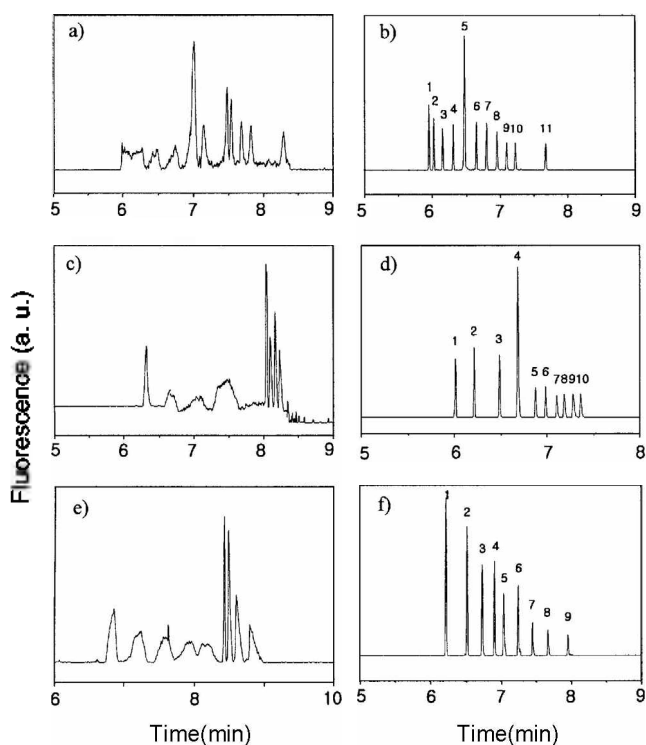 a)
5 6 7 8 9
b)
1 2 3 4 5 6 7 8 9 10 11
5 6 7 8 9
c)
5 6 7 8 9
d)
1 2 3 4 5 6 7 8 9 10
5 6 7 8
e)
6 7 8 9 10
f)
1 2 3 4 5 6 7 8 9
5 6 7 8 9
Fluorescence (a. u.)
Time(min)
Time(min)